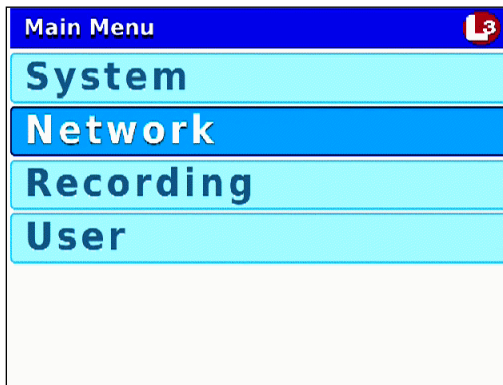 Main Menu
L3
System
Network
Recording
User